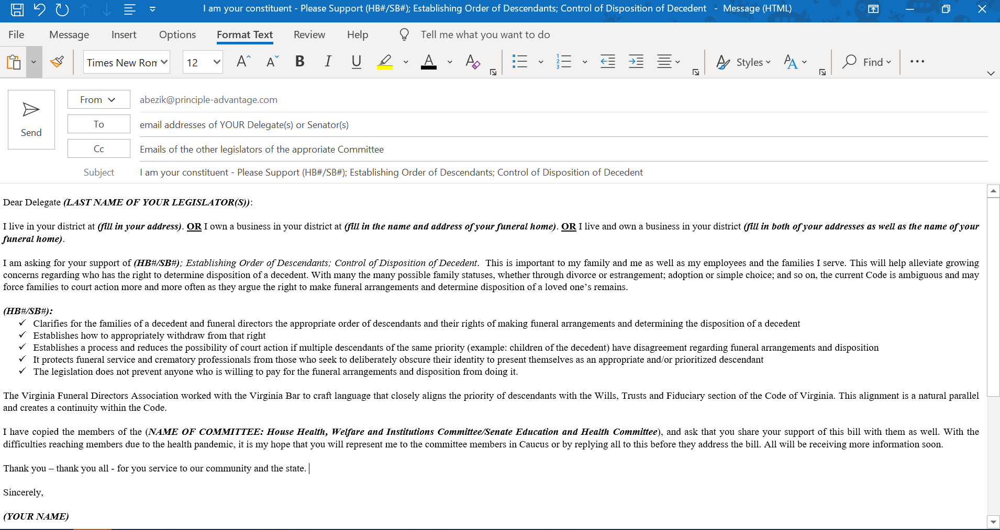 I am your constituent - Please Support (HB#/SB#); Establishing Order of Descendants; Control of Disposition of Decedent - Message (HTML)
File Message Insert Options Format Text Review Help Tell me what you want to do
Times New Ron 12 A A B I U A A Styles A Find
1
2
3
Send
From abezik@principle-advantage.com
To email addresses of YOUR Delegate(s) or Senator(s)
Cc Emails of the other legislators of the approriate Committee
Subject I am your constituent - Please Support (HB#/SB#); Establishing Order of Descendants; Control of Disposition of Decedent
Dear Delegate (LAST NAME OF YOUR LEGISLATOR(S)):
I live in your district at (fill in your address). OR I own a business in your district at (fill in the name and address of your funeral home). OR I live and own a business in your district (fill in both of your addresses as well as the name of your
funeral home).
I am asking for your support of (HB#/SB#); Establishing Order of Descendants; Control of Disposition of Decedent. This is important to my family and me as well as my employees and the families I serve. This will help alleviate growing
concerns regarding who has the right to determine disposition of a decedent. With many the many possible family statuses, whether through divorce or estrangement; adoption or simple choice; and so on, the current Code is ambiguous and may
force families to court action more and more often as they argue the right to make funeral arrangements and determine disposition of a loved one's remains.
(HB#/SB#):
✓ Clarifies for the families of a decedent and funeral directors the appropriate order of descendants and their rights of making funeral arrangements and determining the disposition of a decedent
✓ Establishes how to appropriately withdraw from that right
✓ Establishes a process and reduces the possibility of court action if multiple descendants of the same priority (example: children of the decedent) have disagreement regarding funeral arrangements and disposition
✓ It protects funeral service and crematory professionals from those who seek to deliberately obscure their identity to present themselves as an appropriate and/or prioritized descendant
✓ The legislation does not prevent anyone who is willing to pay for the funeral arrangements and disposition from doing it.
The Virginia Funeral Directors Association worked with the Virginia Bar to craft language that closely aligns the priority of descendants with the Wills, Trusts and Fiduciary section of the Code of Virginia. This alignment is a natural parallel
and creates a continuity within the Code.
I have copied the members of the (NAME OF COMMITTEE: House Health, Welfare and Institutions Committee/Senate Education and Health Committee), and ask that you share your support of this bill with them as well. With the
difficulties reaching members due to the health pandemic, it is my hope that you will represent me to the committee members in Caucus or by replying all to this before they address the bill. All will be receiving more information soon.
Thank you – thank you all - for you service to our community and the state.
Sincerely,
(YOUR NAME)